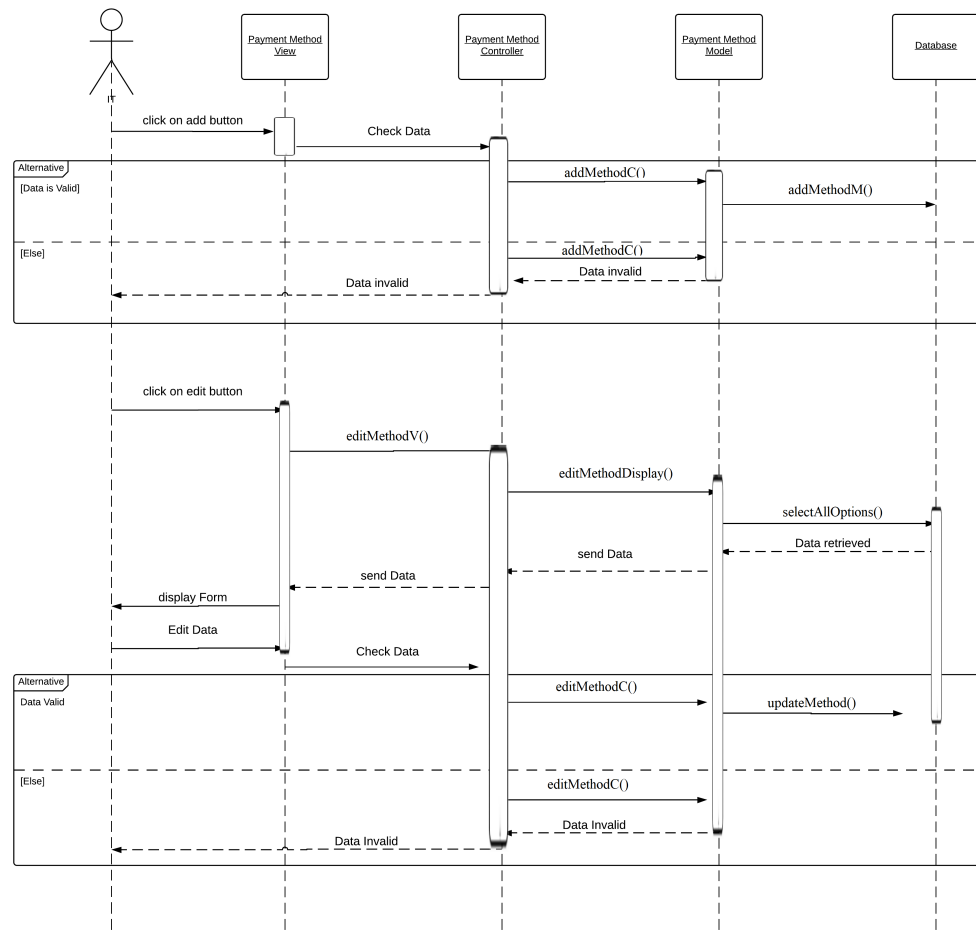 Payment Method
View
Payment Method
Controller
Payment Method
Model
Database
IT
click on add button
Check Data
Alternative
[Data is Valid]
addMethodC()
addMethodM()
[Else]
addMethodC()
Data invalid
Data invalid
click on edit button
editMethodV()
editMethodDisplay()
selectAllOptions()
Data retrieved
send Data
send Data
display Form
Edit Data
Check Data
Alternative
Data Valid
editMethodC()
updateMethod()
[Else]
editMethodC()
Data Invalid
Data Invalid